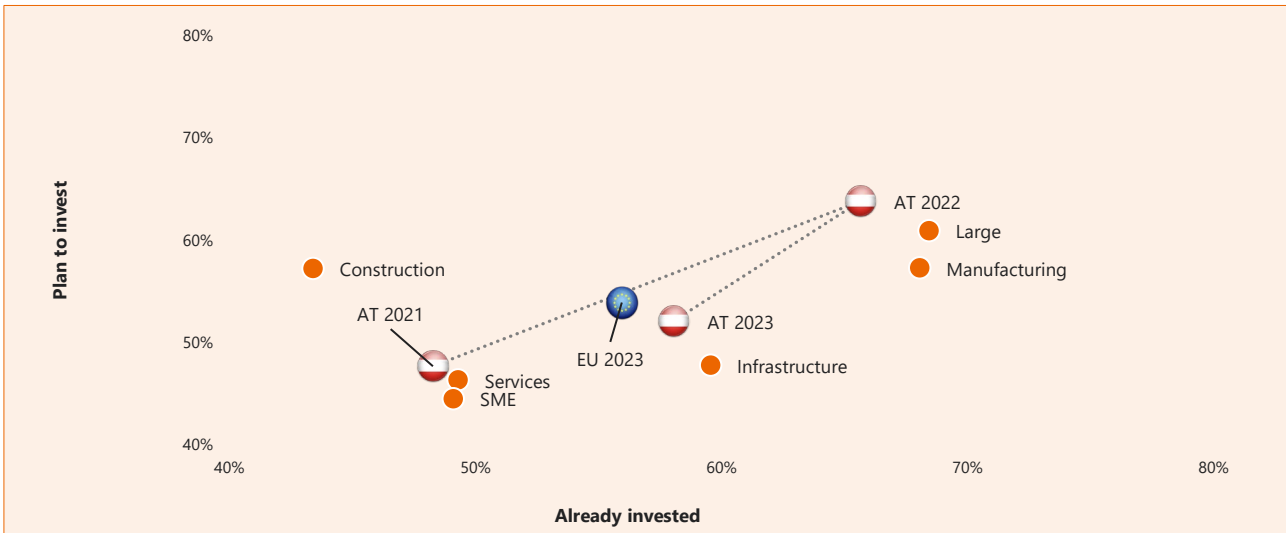 80%
70%
Plan to invest
AT 2022
Large
60%
Construction
Manufacturing
AT 2021
AT 2023
50%
EU 2023
Infrastructure
Services
SME
40%
40%
50%
60%
70%
80%
Already invested